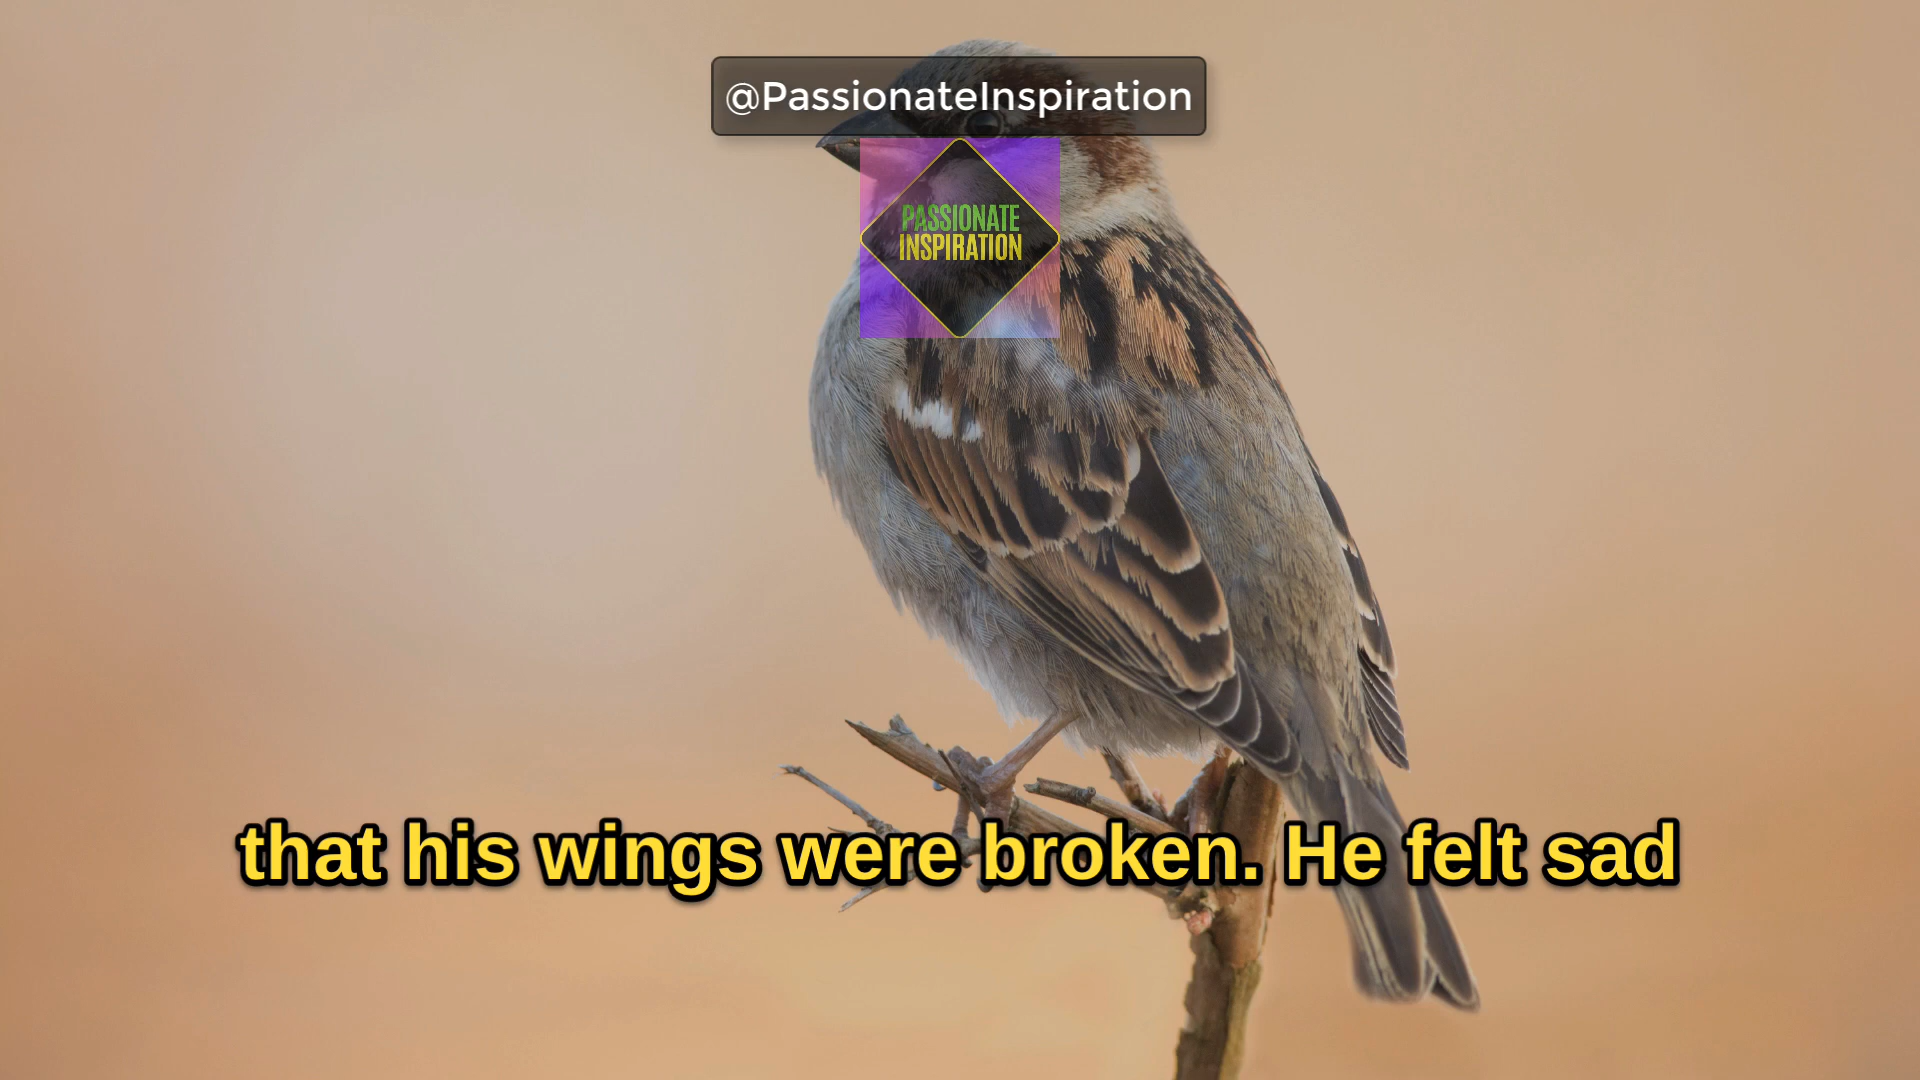 @PassionateInspiration
PASSIONATE
INSPIRATION
that his wings were broken. He felt sad